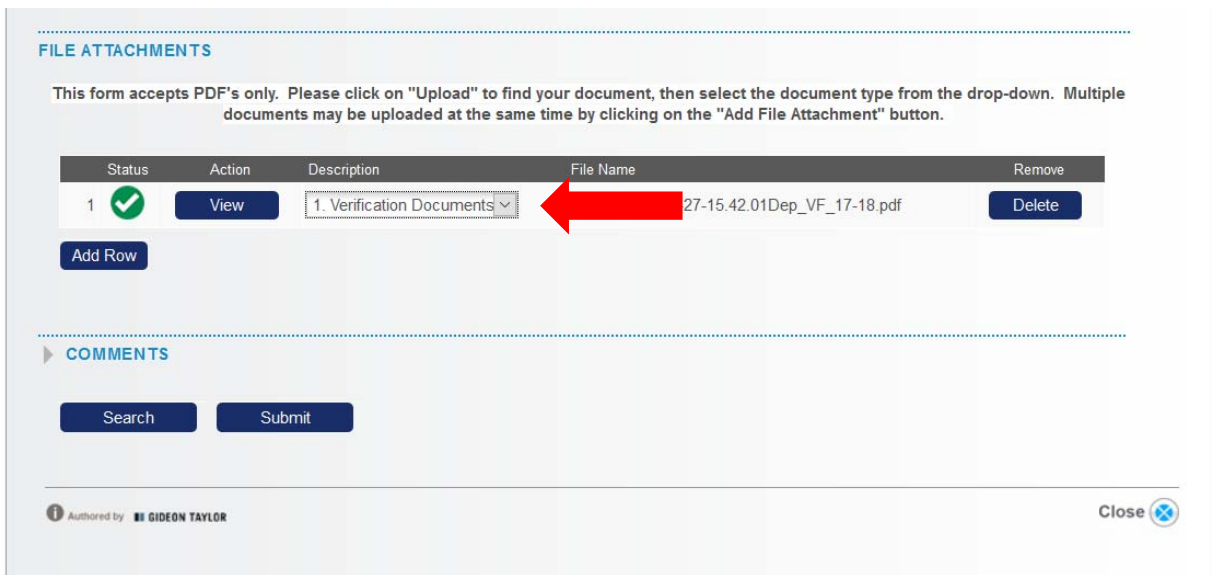 FILE ATTACHMENTS
This form accepts PDF's only. Please click on "Upload" to find your document, then select the document type from the drop-down. Multiple
documents may be uploaded at the same time by clicking on the "Add File Attachment" button.
Status Action Description File Name Remove
1 View 1. Verification Documents 27-15.42.01Dep_VF_17-18.pdf Delete
Add Row
COMMENTS
Search Submit
Authored by GIDEON TAYLOR Close